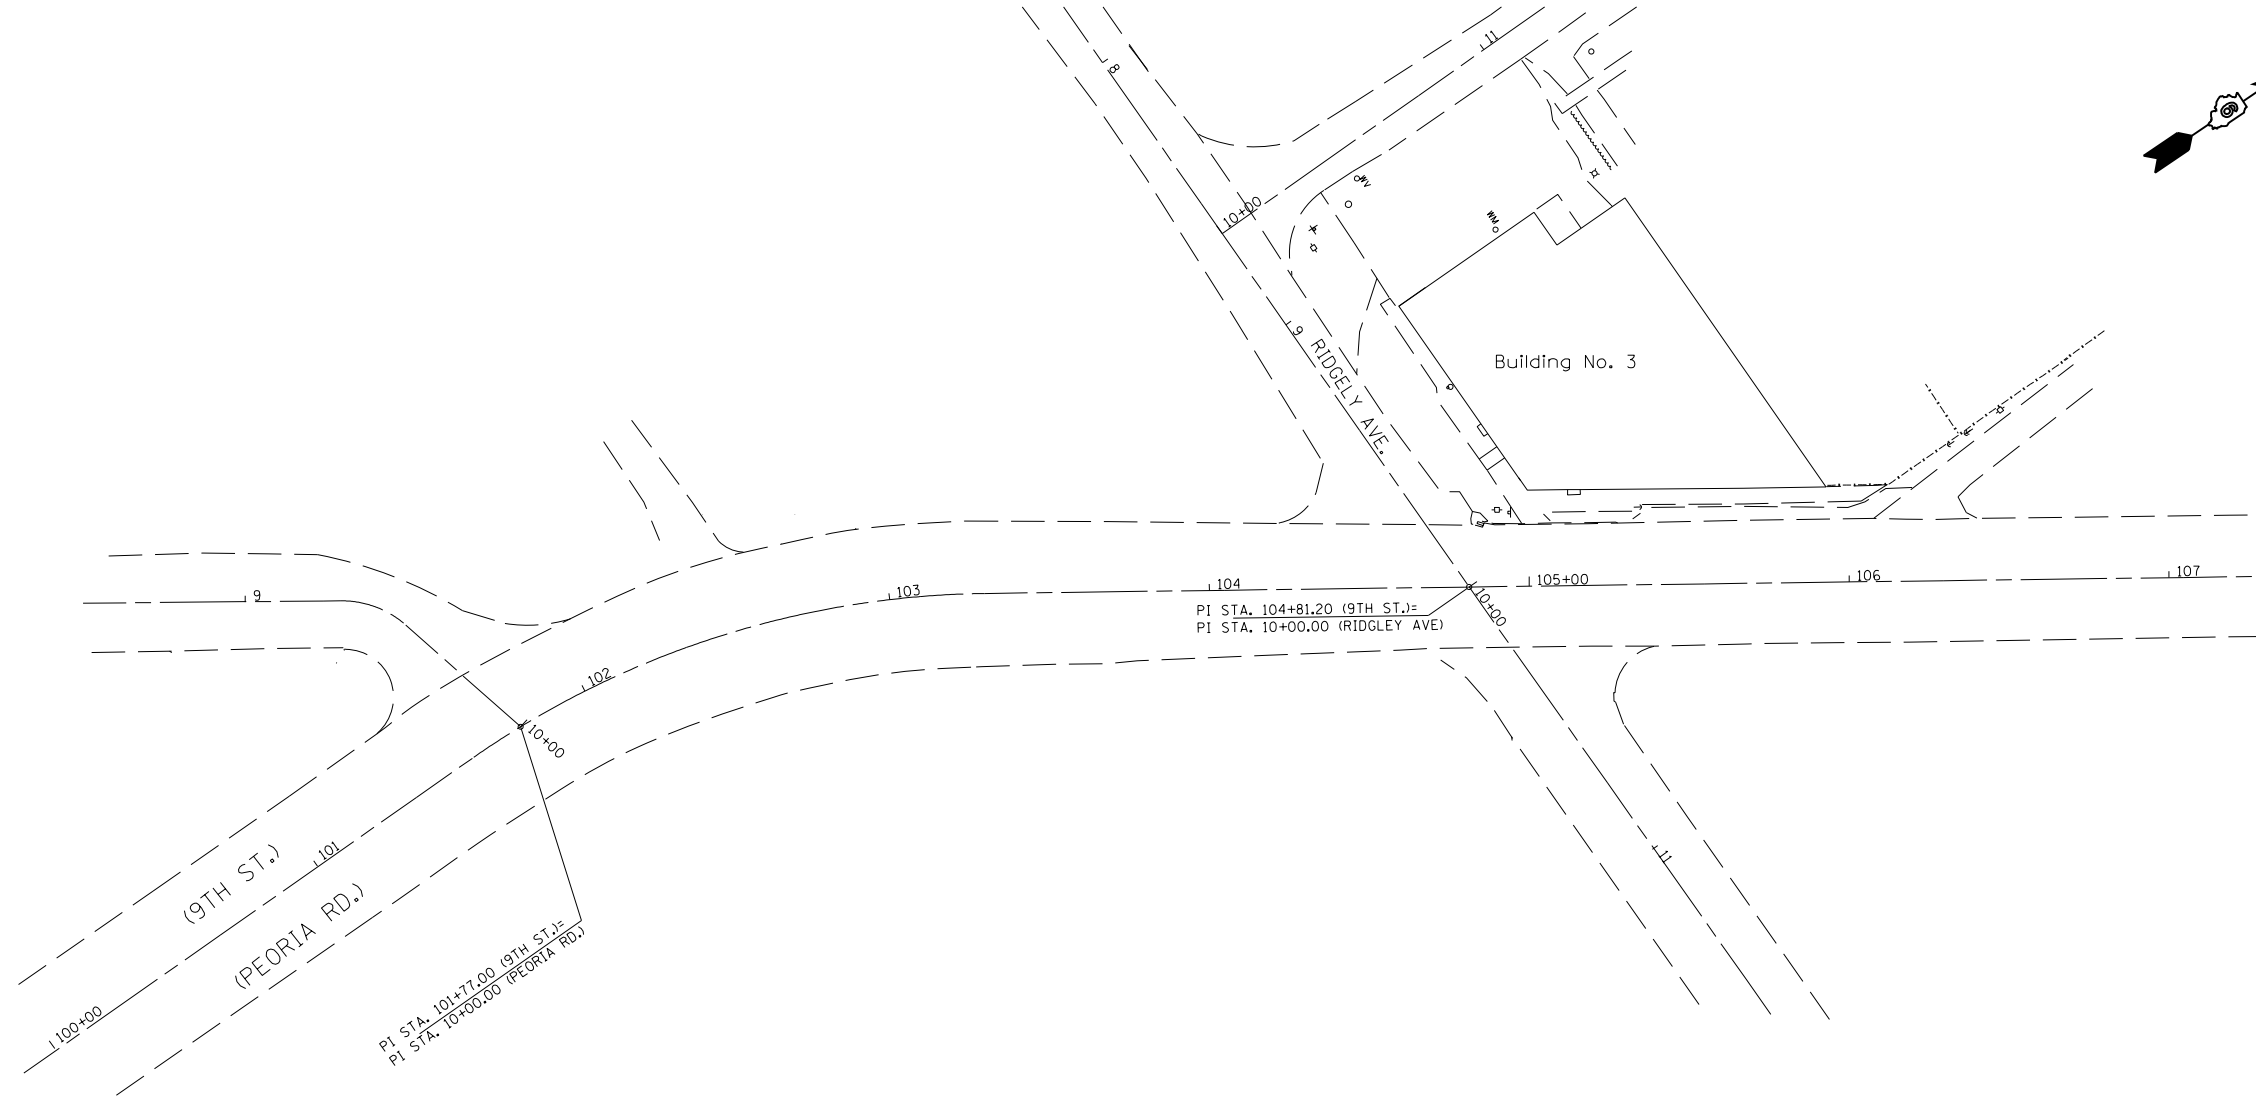 11
8
10+00
WV
WM
9 RIDGELY AVE.
Building No. 3
9
103
104
105+00
106
107
PI STA. 104+81.20 (9TH ST.)=
PI STA. 10+00.00 (RIDGLEY AVE)
10+00
102
10+00
101
11
(9TH ST.)
(PEORIA RD.)
PI STA. 101+77.00 (9TH ST.)=
PI STA. 10+00.00 (PEORIA RD.)
100+00